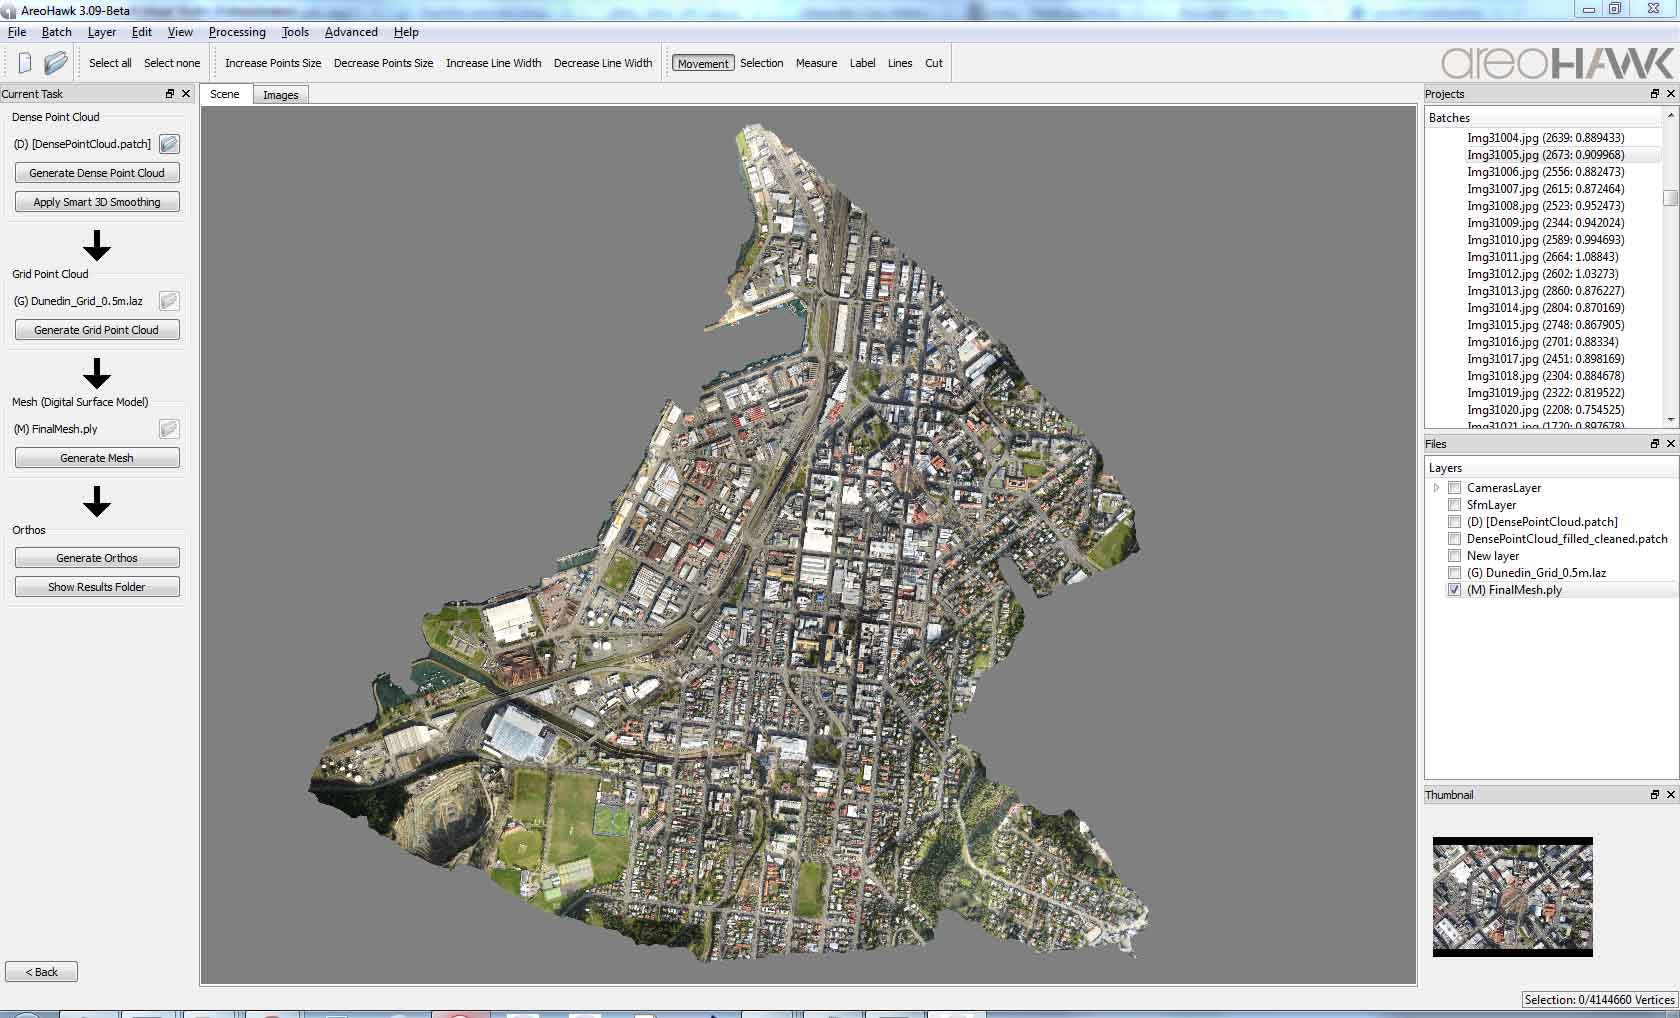 AreoHawk 3.09-Beta
File Batch Layer Edit View Processing Tools Advanced Help
Select all Select none Increase Points Size Decrease Points Size Increase Line Width Decrease Line Width Movement Selection Measure Label Lines Cut
areoHAWK
Current Task
Dense Point Cloud
(D) [DensePointCloud.patch]
Generate Dense Point Cloud
Apply Smart 3D Smoothing
Grid Point Cloud
(G) Dunedin_Grid_0.5m.laz
Generate Grid Point Cloud
Mesh (Digital Surface Model)
(M) FinalMesh.ply
Generate Mesh
Orthos
Generate Orthos
Show Results Folder
< Back
Scene Images
Projects
Batches
Img31004.jpg (2639: 0.889433)
Img31005.jpg (2673: 0.909968)
Img31006.jpg (2556: 0.882473)
Img31007.jpg (2615: 0.872464)
Img31008.jpg (2523: 0.952473)
Img31009.jpg (2344: 0.942024)
Img31010.jpg (2589: 0.994693)
Img31011.jpg (2664: 1.08843)
Img31012.jpg (2602: 1.03273)
Img31013.jpg (2860: 0.876227)
Img31014.jpg (2804: 0.870169)
Img31015.jpg (2748: 0.867905)
Img31016.jpg (2701: 0.88334)
Img31017.jpg (2451: 0.898169)
Img31018.jpg (2304: 0.884678)
Img31019.jpg (2322: 0.819522)
Img31020.jpg (2208: 0.754525)
Img31021.jpg (1720: 0.897678)
Files
Layers
CamerasLayer
SfmLayer
(D) [DensePointCloud.patch]
DensePointCloud_filled_cleaned.patch
New layer
(G) Dunedin_Grid_0.5m.laz
(M) FinalMesh.ply
Thumbnail
Selection: 0/4144660 Vertices